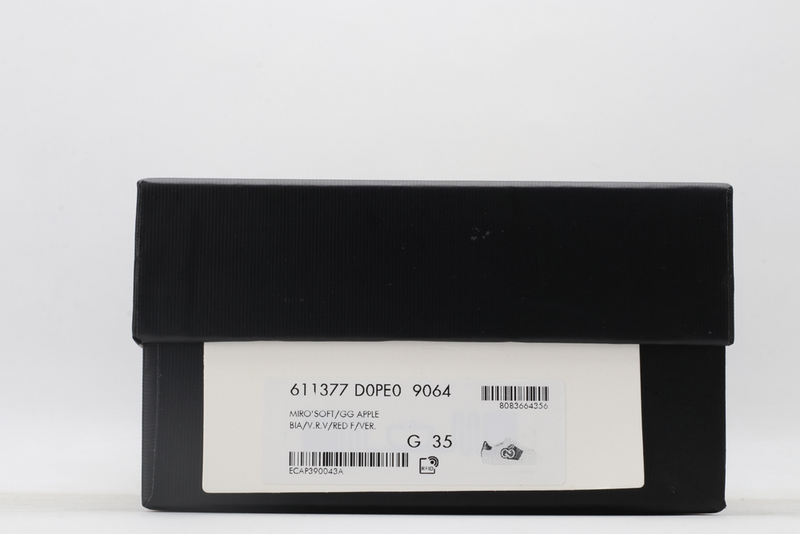 611377 D0PE0 9064
8083664356
MIRO'SOFT/GG APPLE
BIA/V.R.V/RED F/VER.
G 35
ECAP390043A
RFID